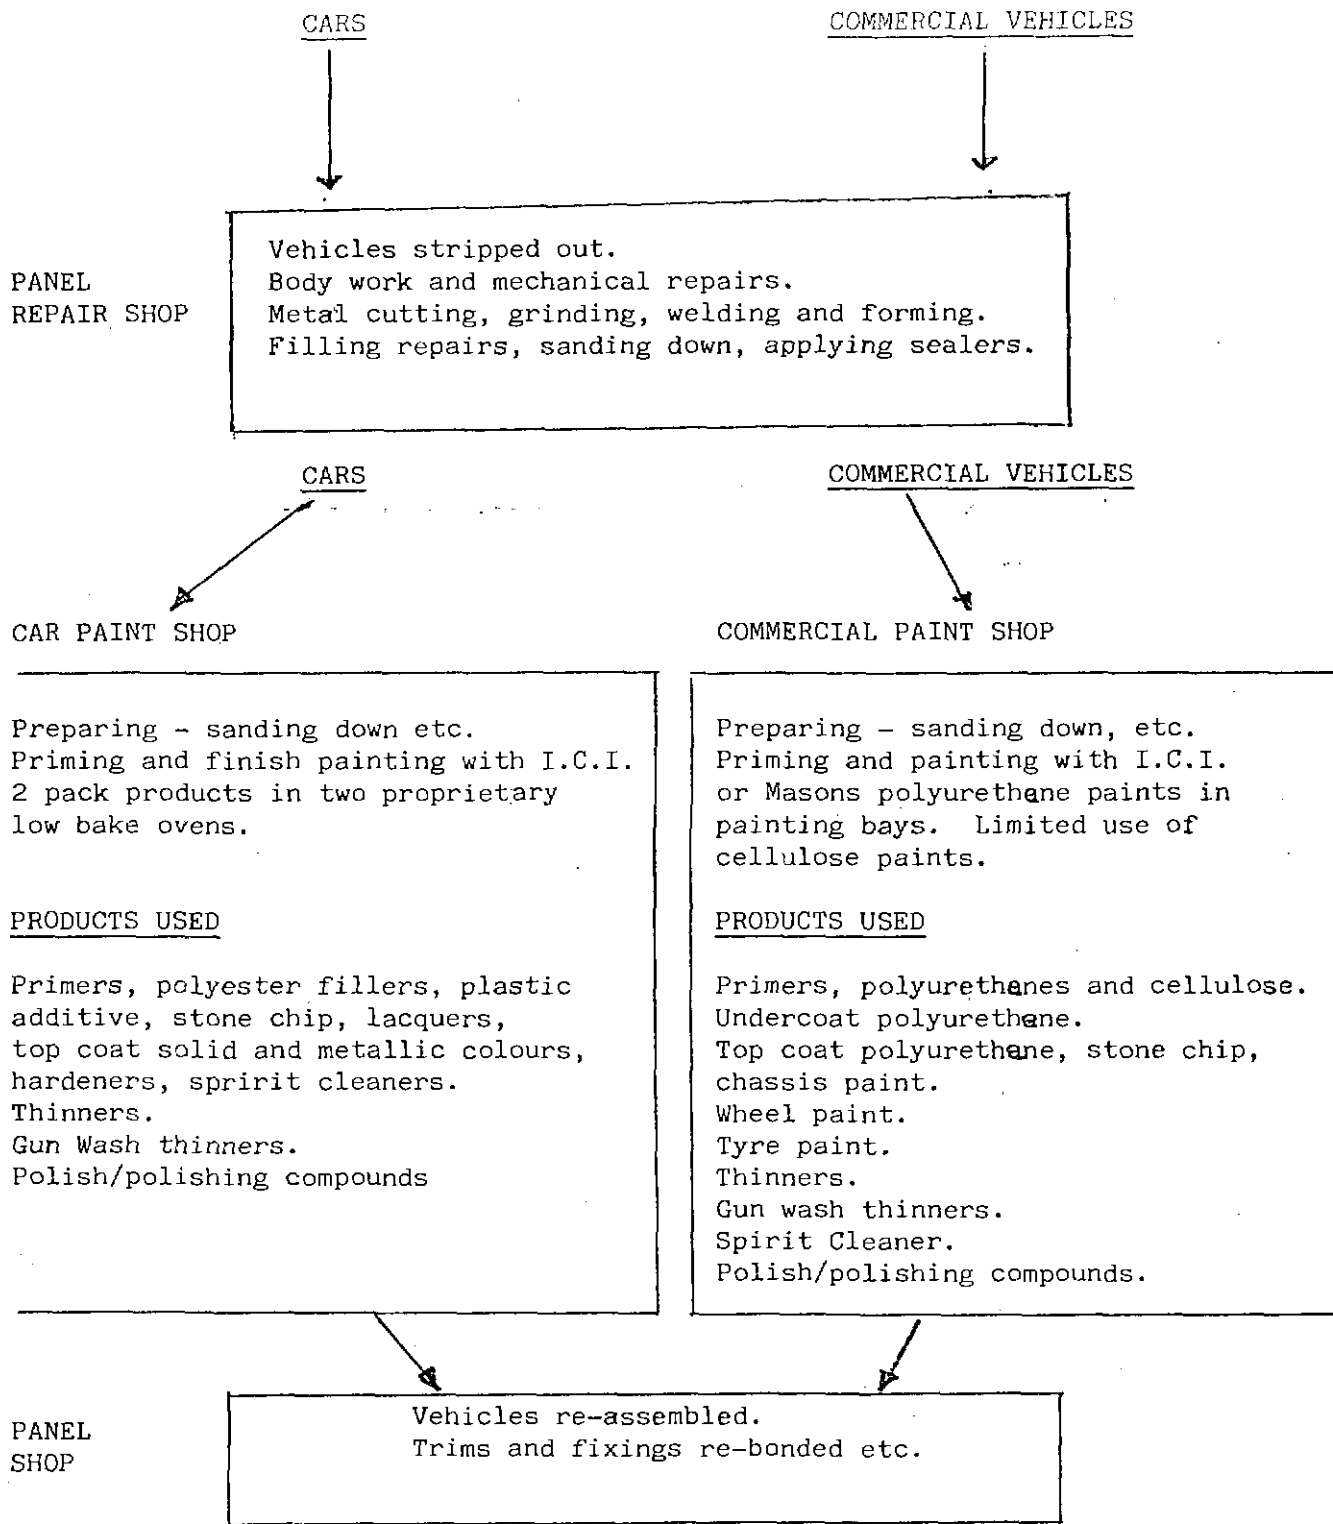 CARS
COMMERCIAL VEHICLES
PANEL
REPAIR SHOP
Vehicles stripped out.
Body work and mechanical repairs.
Metal cutting, grinding, welding and forming.
Filling repairs, sanding down, applying sealers.
CARS
COMMERCIAL VEHICLES
CAR PAINT SHOP
Preparing - sanding down etc.
Priming and finish painting with I.C.I.
2 pack products in two proprietary
low bake ovens.
PRODUCTS USED
Primers, polyester fillers, plastic
additive, stone chip, lacquers,
top coat solid and metallic colours,
hardeners, spririt cleaners.
Thinners.
Gun Wash thinners.
Polish/polishing compounds
COMMERCIAL PAINT SHOP
Preparing - sanding down, etc.
Priming and painting with I.C.I.
or Masons polyurethane paints in
painting bays. Limited use of
cellulose paints.
PRODUCTS USED
Primers, polyurethanes and cellulose.
Undercoat polyurethane.
Top coat polyurethane, stone chip,
chassis paint.
Wheel paint.
Tyre paint.
Thinners.
Gun wash thinners.
Spirit Cleaner.
Polish/polishing compounds.
PANEL
SHOP
Vehicles re-assembled.
Trims and fixings re-bonded etc.